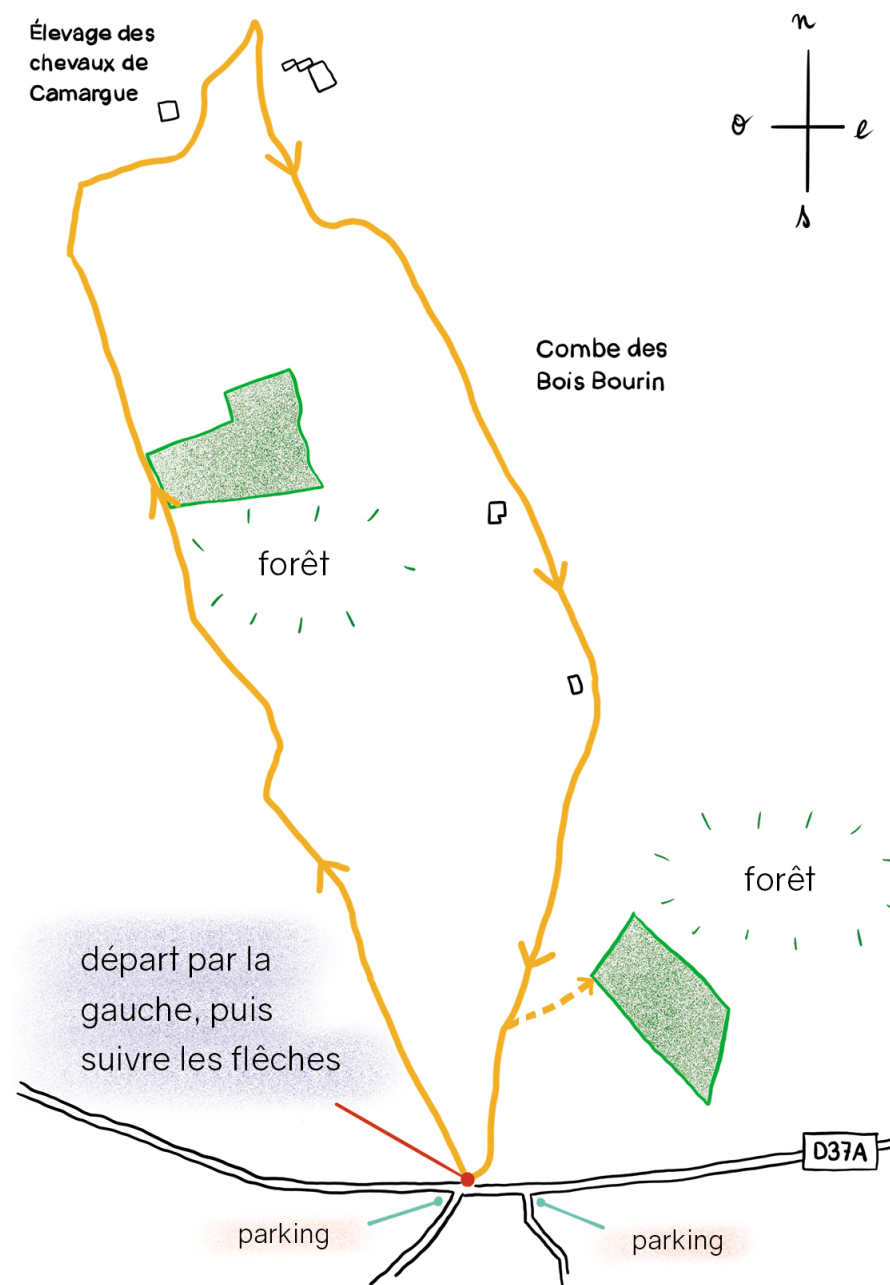 Élevage des
chevaux de
Camargue
n
o
e
s
Combe des
Bois Bourin
forêt
forêt
départ par la
gauche, puis
suivre les flêches
D37A
parking
parking